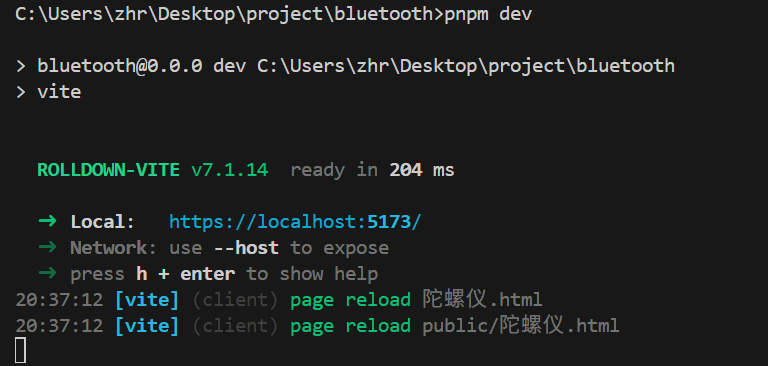 C:\Users\zhr\Desktop\project\bluetooth>pnpm dev
> bluetooth@0.0.0 dev C:\Users\zhr\Desktop\project\bluetooth
> vite
ROLLDOWN-VITE v7.1.14 ready in 204 ms
➜ Local: https://localhost:5173/
➜ Network: use --host to expose
➜ press h + enter to show help
20:37:12 [vite] (client) page reload 陀螺仪.html
20:37:12 [vite] (client) page reload public/陀螺仪.html